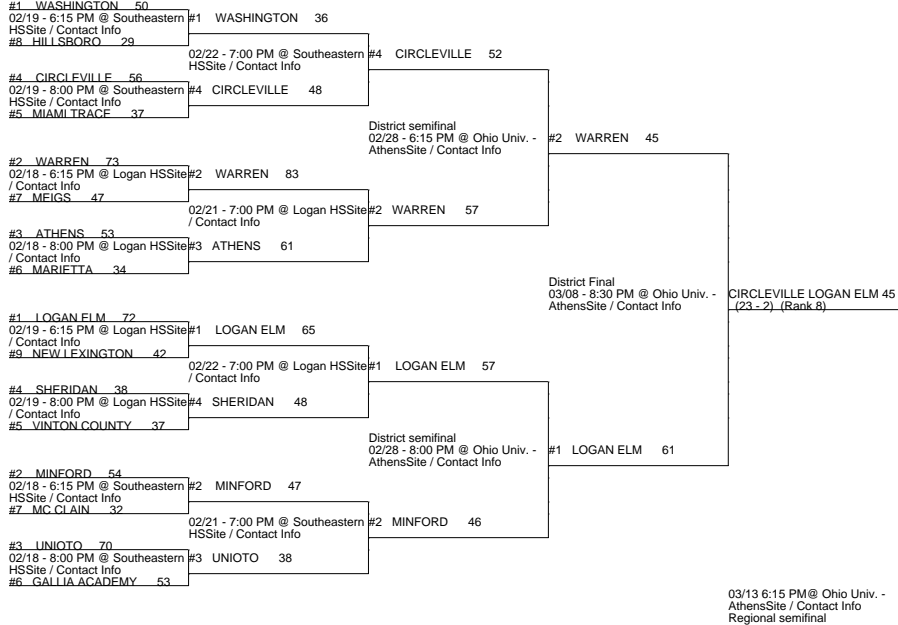 #1 WASHINGTON 50
02/19 - 6:15 PM @ Southeastern
HSSite / Contact Info
#8 HILLSBORO 29
#4 CIRCLEVILLE 56
02/19 - 8:00 PM @ Southeastern
HSSite / Contact Info
#5 MIAMI TRACE 37
#2 WARREN 73
02/18 - 6:15 PM @ Logan HSSite
/ Contact Info
#7 MEIGS 47
#3 ATHENS 53
02/18 - 8:00 PM @ Logan HSSite
/ Contact Info
#6 MARIETTA 34
#1 LOGAN ELM 72
02/19 - 6:15 PM @ Logan HSSite
/ Contact Info
#9 NEW LEXINGTON 42
#4 SHERIDAN 38
02/19 - 8:00 PM @ Logan HSSite
/ Contact Info
#5 VINTON COUNTY 37
#2 MINFORD 54
02/18 - 6:15 PM @ Southeastern
HSSite / Contact Info
#7 MC CLAIN 32
#3 UNIOTO 70
02/18 - 8:00 PM @ Southeastern
HSSite / Contact Info
#6 GALLIA ACADEMY 53
#1 WASHINGTON 36
02/22 - 7:00 PM @ Southeastern
HSSite / Contact Info
#4 CIRCLEVILLE 48
#2 WARREN 83
02/21 - 7:00 PM @ Logan HSSite
/ Contact Info
#3 ATHENS 61
#1 LOGAN ELM 65
02/22 - 7:00 PM @ Logan HSSite
/ Contact Info
#4 SHERIDAN 48
#2 MINFORD 47
02/21 - 7:00 PM @ Southeastern
HSSite / Contact Info
#3 UNIOTO 38
#4 CIRCLEVILLE 52
District semifinal
02/28 - 6:15 PM @ Ohio Univ. -
AthensSite / Contact Info
#2 WARREN 57
#1 LOGAN ELM 57
District semifinal
02/28 - 8:00 PM @ Ohio Univ. -
AthensSite / Contact Info
#2 MINFORD 46
#2 WARREN 45
District Final
03/08 - 8:30 PM @ Ohio Univ. -
AthensSite / Contact Info
#1 LOGAN ELM 61
CIRCLEVILLE LOGAN ELM 45
(23 - 2) (Rank 8)
03/13 6:15 PM@ Ohio Univ. -
AthensSite / Contact Info
Regional semifinal